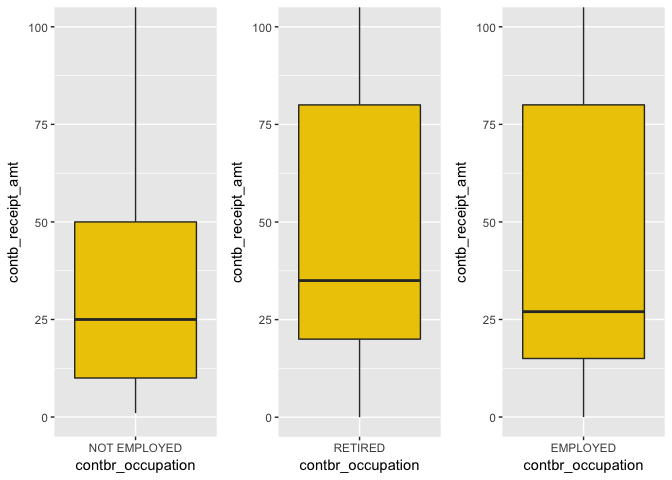 contb_receipt_amt
100
75
50
25
0
NOT EMPLOYED
contbr_occupation
contb_receipt_amt
100
75
50
25
0
RETIRED
contbr_occupation
contb_receipt_amt
100
75
50
25
0
EMPLOYED
contbr_occupation